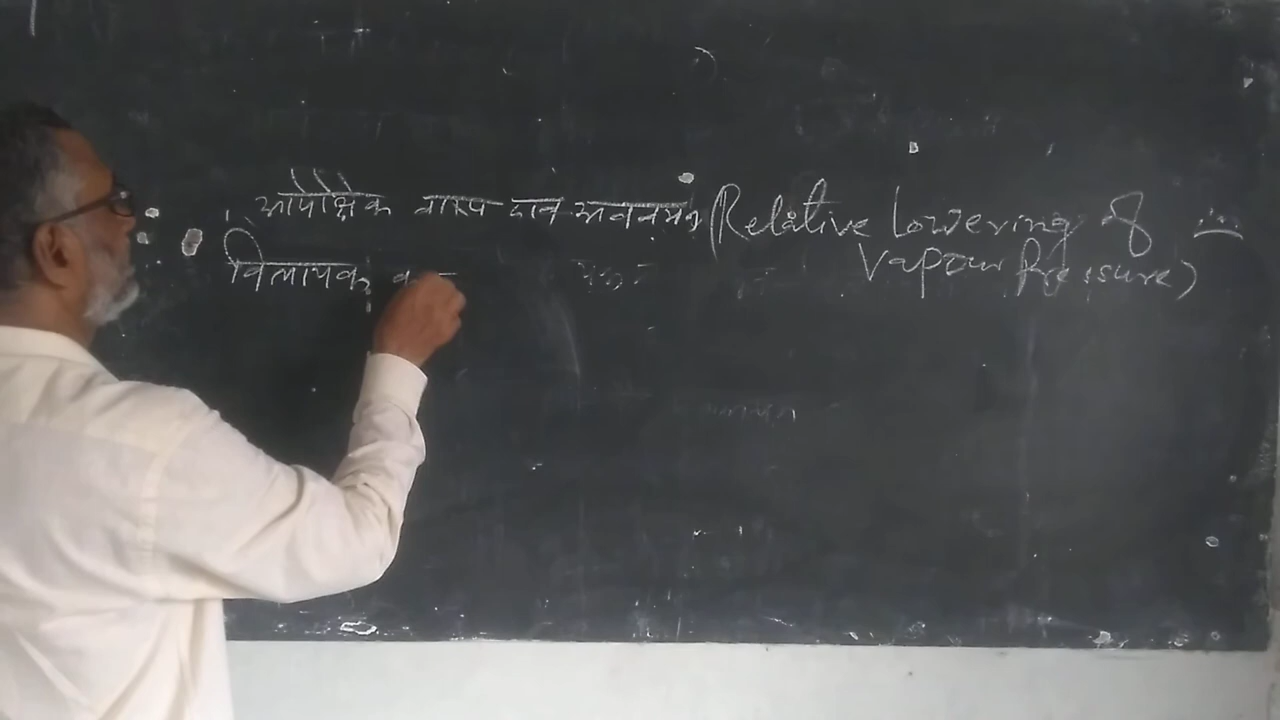 आपेक्षिक वास्प दाव अवनमन (Relative Lowering of
Vapour Pressure)
विलायक